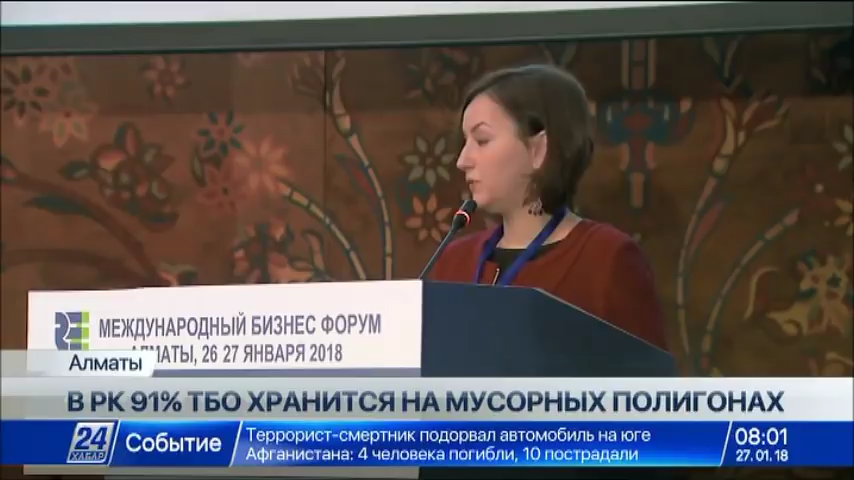 МЕЖДУНАРОДНЫЙ БИЗНЕС ФОРУМ
АЛМАТЫ, 26 27 ЯНВАРЯ 2018
Алматы
В РК 91% ТБО ХРАНИТСЯ НА МУСОРНЫХ ПОЛИГОНАХ
24
ХАБАР
Событие
Террорист-смертник подорвал автомобиль на юге
Афганистана: 4 человека погибли, 10 пострадали
08:01
27.01.18